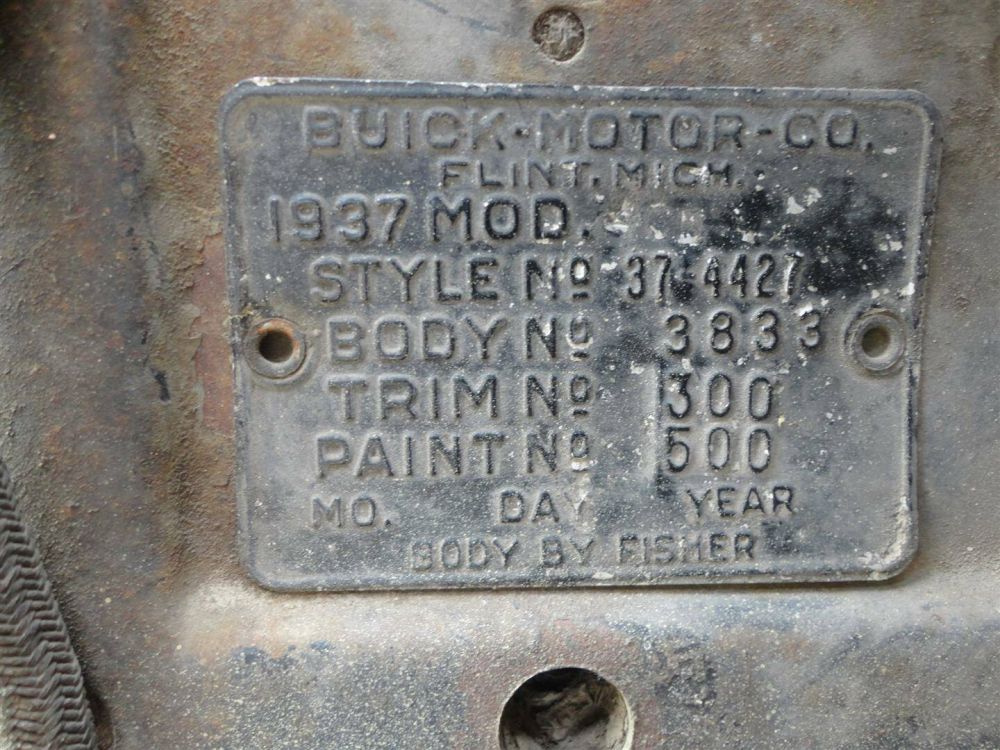 BUICK-MOTOR-CO.
FLINT. MICH.
1937 MOD.
STYLE Nº 37-4427
BODY Nº 3833
TRIM Nº 300
PAINT Nº 500
MO. DAY YEAR
BODY BY FISHER